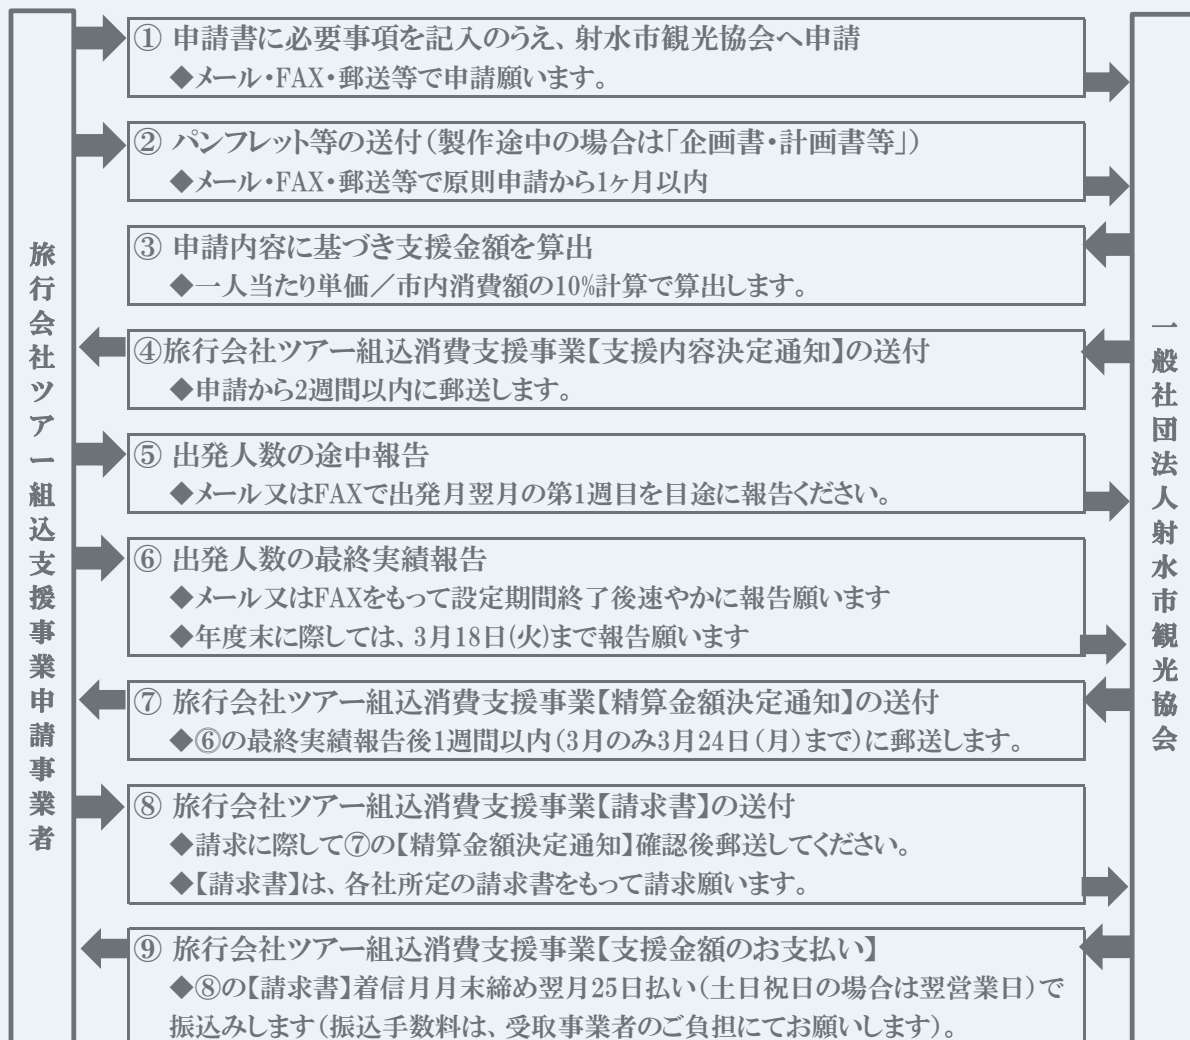 旅行会社ツアー組込支援事業申請事業者
① 申請書に必要事項を記入のうえ、射水市観光協会へ申請
◆メール・FAX・郵送等で申請願います。
② パンフレット等の送付（製作途中の場合は「企画書・計画書等」）
◆メール・FAX・郵送等で原則申請から1ヶ月以内
③ 申請内容に基づき支援金額を算出
◆一人当たり単価／市内消費額の10％計算で算出します。
④旅行会社ツアー組込消費支援事業【支援内容決定通知】の送付
◆申請から2週間以内に郵送します。
⑤ 出発人数の途中報告
◆メール又はFAXで出発月翌月の第1週目を目途に報告ください。
⑥ 出発人数の最終実績報告
◆メール又はFAXをもって設定期間終了後速やかに報告願います
◆年度末に際しては、3月18日(火)まで報告願います
⑦ 旅行会社ツアー組込消費支援事業【精算金額決定通知】の送付
◆⑥の最終実績報告後1週間以内（3月のみ3月24日（月）まで）に郵送します。
⑧ 旅行会社ツアー組込消費支援事業【請求書】の送付
◆請求に際して⑦の【精算金額決定通知】確認後郵送してください。
◆【請求書】は、各社所定の請求書をもって請求願います。
⑨ 旅行会社ツアー組込消費支援事業【支援金額のお支払い】
◆⑧の【請求書】着信月月末締め翌月25日払い（土日祝日の場合は翌営業日）で
振込みします（振込手数料は、受取事業者のご負担にてお願いします）。
一般社団法人射水市観光協会